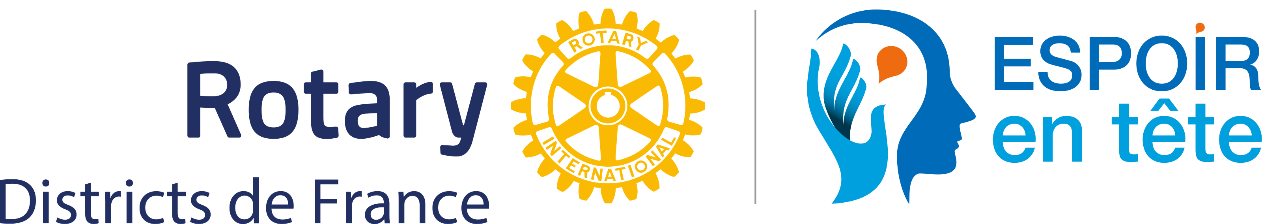 Rotary
Districts de France
ROTARY
INTERNATIONAL
ESPOIR
en tête